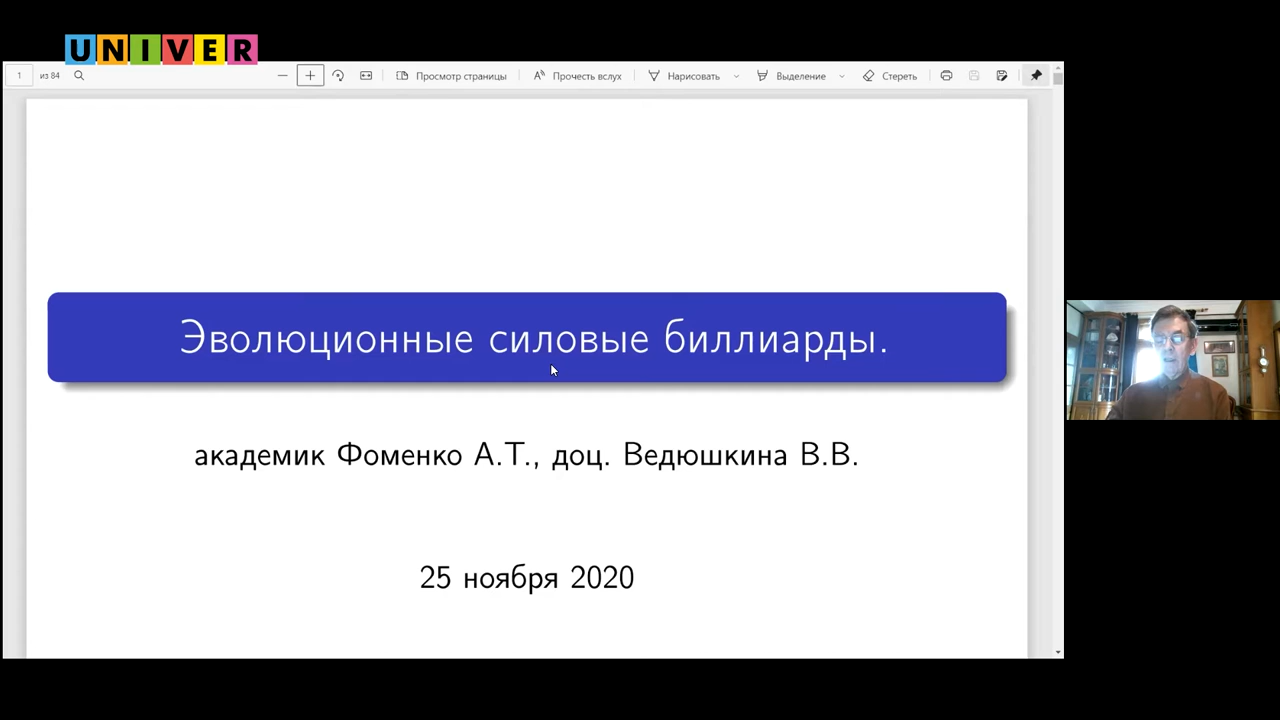 UNIVER
1 из 84 Просмотр страницы Прочесть вслух Нарисовать Выделение Стереть
Эволюционные силовые биллиарды.
академик Фоменко А.Т., доц. Ведюшкина В.В.
25 ноября 2020